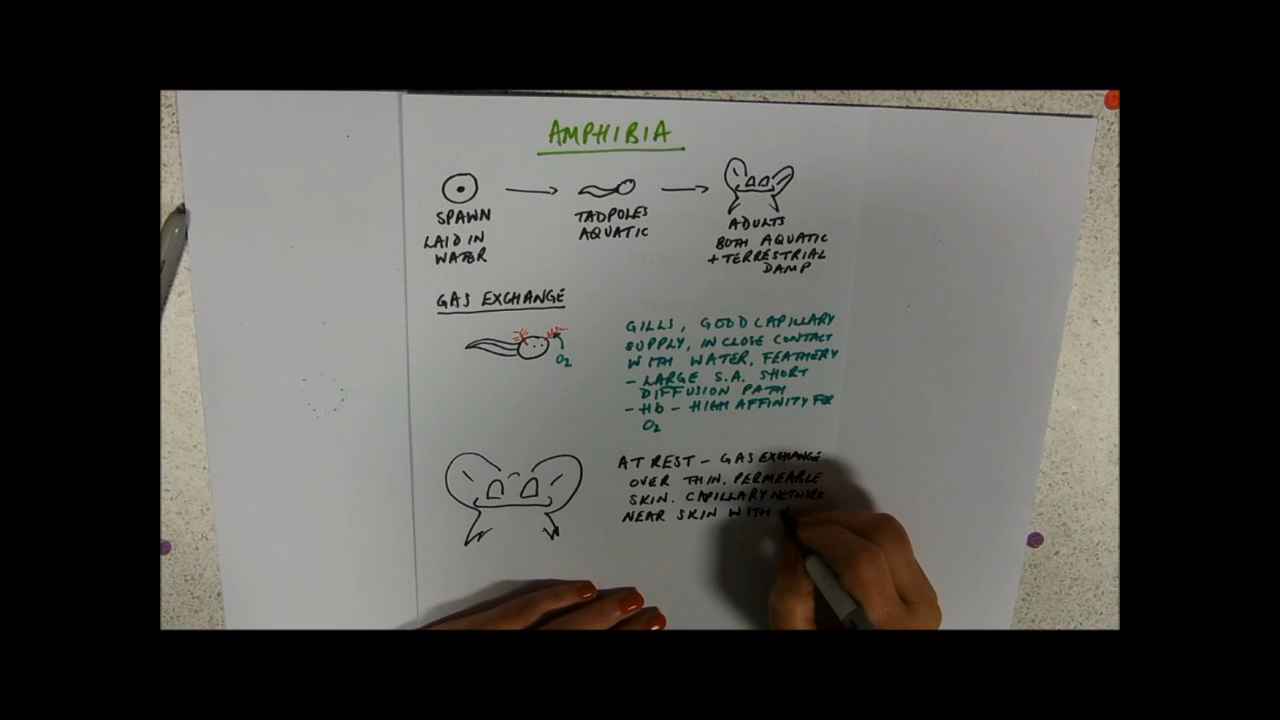 AMPHIBIA
SPAWN
LAID IN
WATER
TADPOLES
AQUATIC
ADULTS
BOTH AQUATIC
+ TERRESTRIAL
DAMP
GAS EXCHANGE
O2
GILLS, GOOD CAPILLARY
SUPPLY, IN CLOSE CONTACT
WITH WATER, FEATHERY
- LARGE S.A. SHORT
DIFFUSION PATH
- Hb - HIGH AFFINITY FOR
O2
AT REST - GAS EXCHANGE
OVER THIN, PERMEABLE
SKIN. CAPILLARY NETWORK
NEAR SKIN WITH